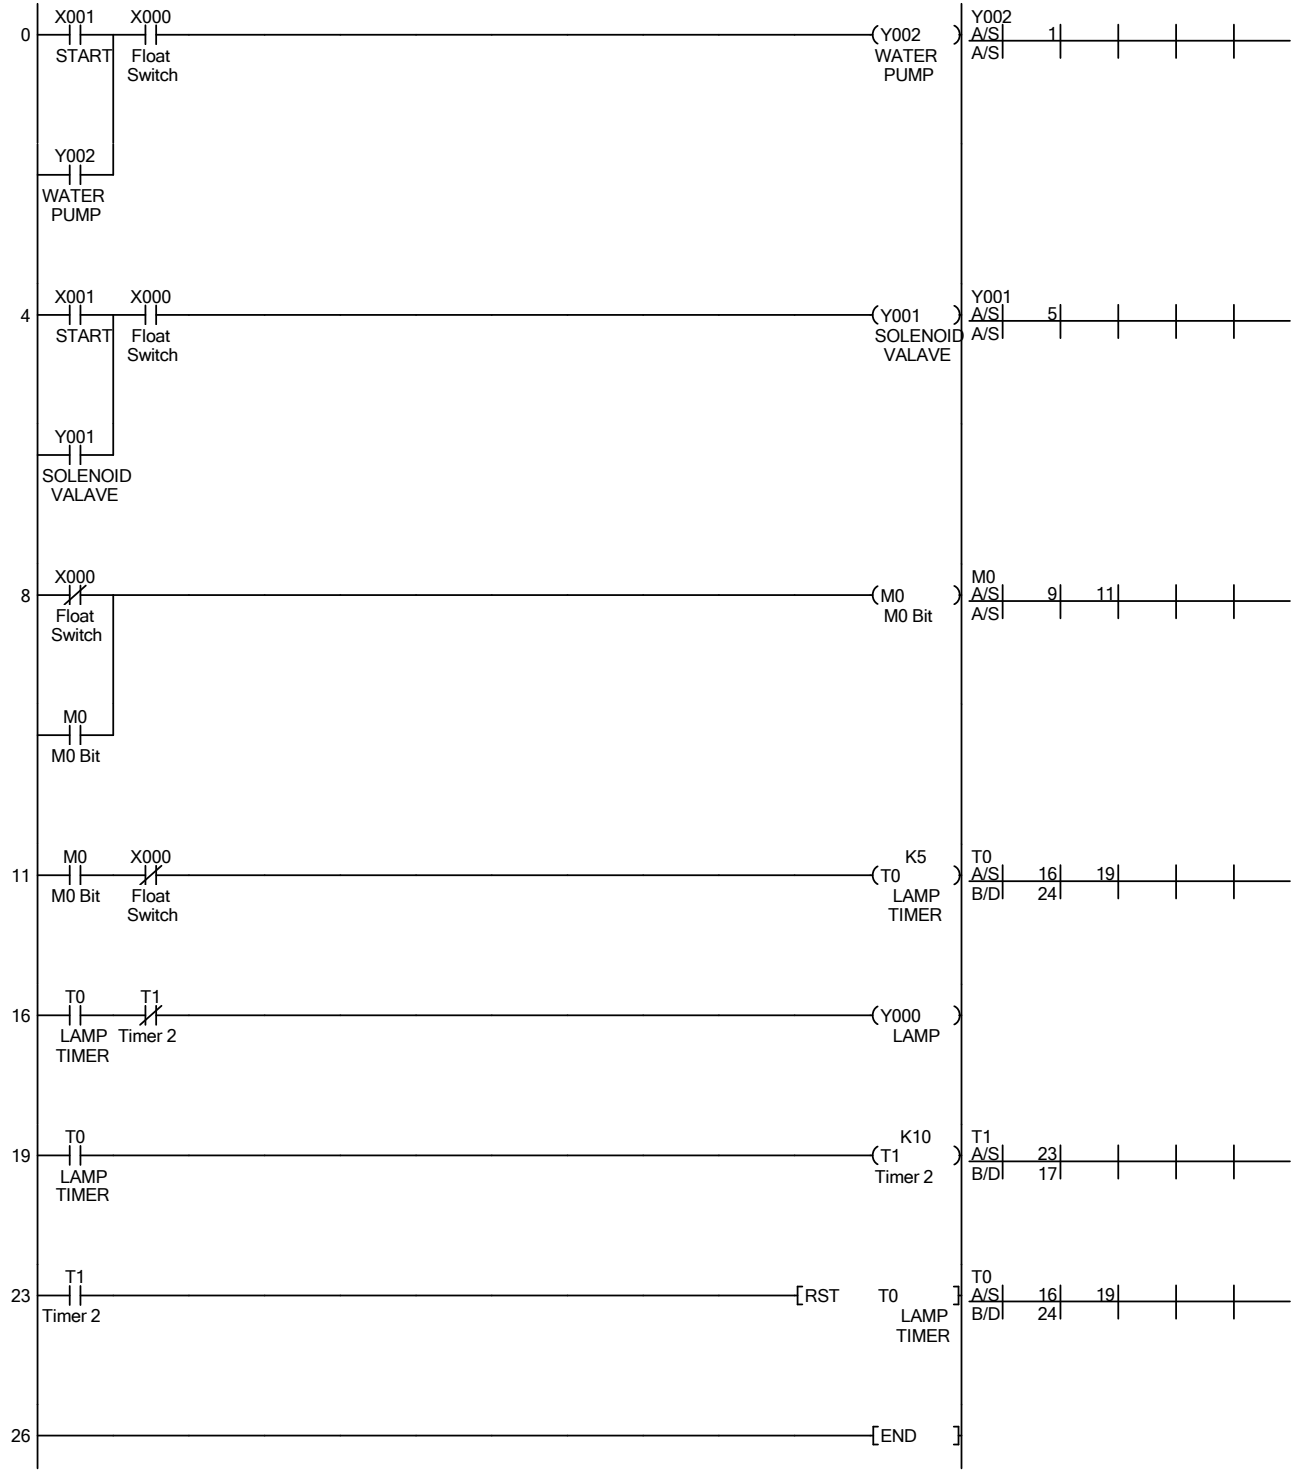 X001 X000 Y002
0 (Y002 ) A/S 1
START Float WATER A/S
Switch PUMP
Y002
WATER
PUMP
X001 X000 Y001
4 (Y001 ) A/S 5
START Float SOLENOID A/S
Switch VALAVE
Y001
SOLENOID
VALAVE
X000 M0
8 (M0 ) A/S 9 11
Float M0 Bit A/S
Switch
M0
M0 Bit
M0 X000 K5 T0
11 (T0 ) A/S 16 19
M0 Bit Float LAMP B/D 24
Switch TIMER
T0 T1
16 (Y000 )
LAMP Timer 2 LAMP
TIMER
T0 K10 T1
19 (T1 ) A/S 23
LAMP Timer 2 B/D 17
TIMER
T1 T0
23 [RST T0 ] A/S 16 19
Timer 2 LAMP B/D 24
TIMER
26 [END ]